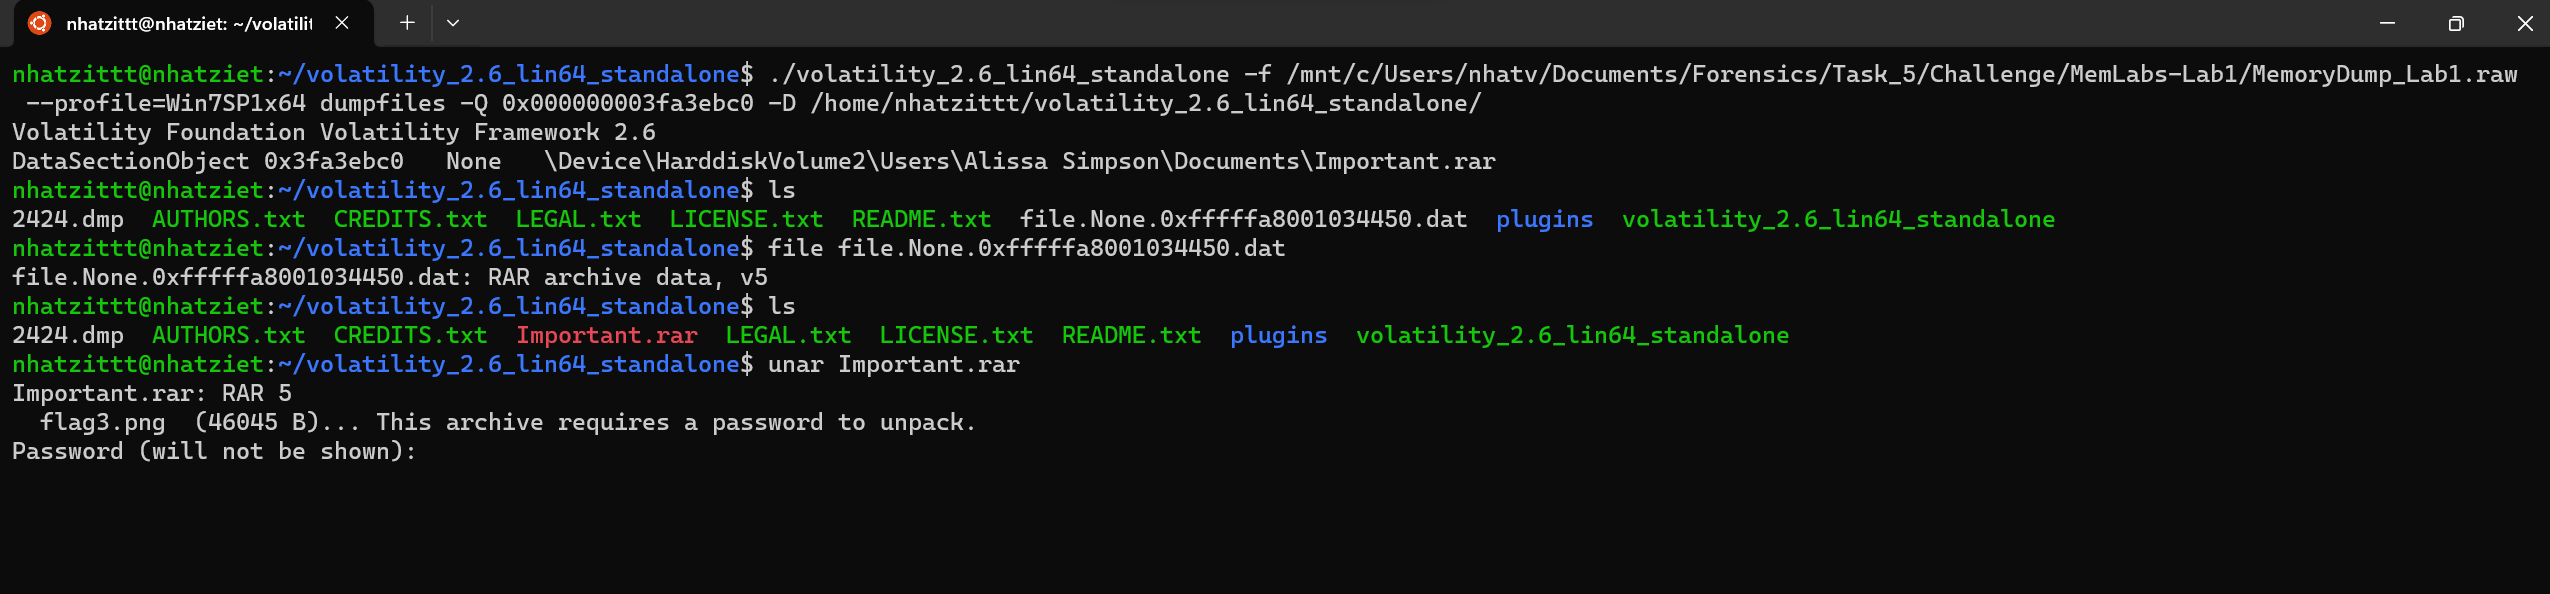 nhatzittt@nhatziet: ~/volatilit
nhatzittt@nhatziet:~/volatility_2.6_lin64_standalone$ ./volatility_2.6_lin64_standalone -f /mnt/c/Users/nhatv/Documents/Forensics/Task_5/Challenge/MemLabs-Lab1/MemoryDump_Lab1.raw
--profile=Win7SP1x64 dumpfiles -Q 0x000000003fa3ebc0 -D /home/nhatzittt/volatility_2.6_lin64_standalone/
Volatility Foundation Volatility Framework 2.6
DataSectionObject 0x3fa3ebc0   None   \Device\HarddiskVolume2\Users\Alissa Simpson\Documents\Important.rar
nhatzittt@nhatziet:~/volatility_2.6_lin64_standalone$ ls
2424.dmp  AUTHORS.txt  CREDITS.txt  LEGAL.txt  LICENSE.txt  README.txt  file.None.0xfffffa8001034450.dat  plugins  volatility_2.6_lin64_standalone
nhatzittt@nhatziet:~/volatility_2.6_lin64_standalone$ file file.None.0xfffffa8001034450.dat
file.None.0xfffffa8001034450.dat: RAR archive data, v5
nhatzittt@nhatziet:~/volatility_2.6_lin64_standalone$ ls
2424.dmp  AUTHORS.txt  CREDITS.txt  Important.rar  LEGAL.txt  LICENSE.txt  README.txt  plugins  volatility_2.6_lin64_standalone
nhatzittt@nhatziet:~/volatility_2.6_lin64_standalone$ unar Important.rar
Important.rar: RAR 5
  flag3.png  (46045 B)... This archive requires a password to unpack.
Password (will not be shown):